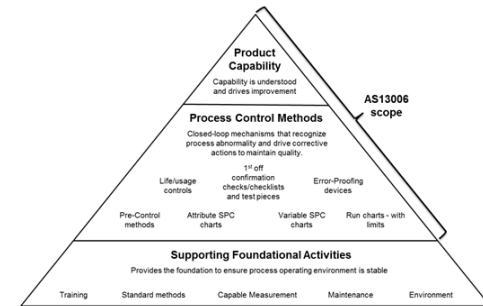 Product
Capability
Capability is understood
and drives improvement
AS13006
scope
Process Control Methods
Closed-loop mechanisms that recognize
process abnormality and drive corrective
actions to maintain quality.
Life/usage
controls
1st off
confirmation
checks/checklists
and test pieces
Error-Proofing
devices
Pre-Control
methods
Attribute SPC
charts
Variable SPC
charts
Run charts - with
limits
Supporting Foundational Activities
Provides the foundation to ensure process operating environment is stable
Training Standard methods Capable Measurement Maintenance Environment